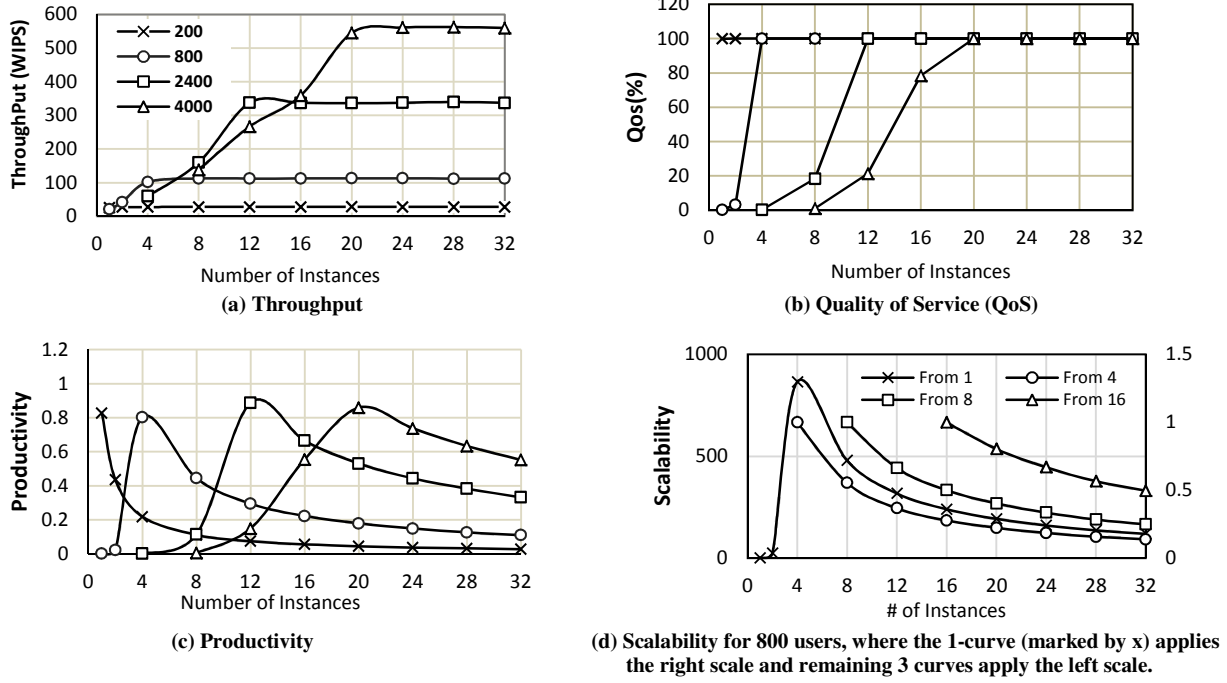 ThroughPut (WIPS)
600
500
400
300
200
100
0
200
800
2400
4000
0 4 8 12 16 20 24 28 32
Number of Instances
(a) Throughput
Qos(%)
120
100
80
60
40
20
0
0 4 8 12 16 20 24 28 32
Number of Instances
(b) Quality of Service (QoS)
Productivity
1.2
1
0.8
0.6
0.4
0.2
0
0 4 8 12 16 20 24 28 32
Number of Instances
(c) Productivity
Scalability
1000
500
0
From 1 From 4
From 8 From 16
1.5
1
0.5
0
0 4 8 12 16 20 24 28 32
# of Instances
(d) Scalability for 800 users, where the 1-curve (marked by x) applies
the right scale and remaining 3 curves apply the left scale.